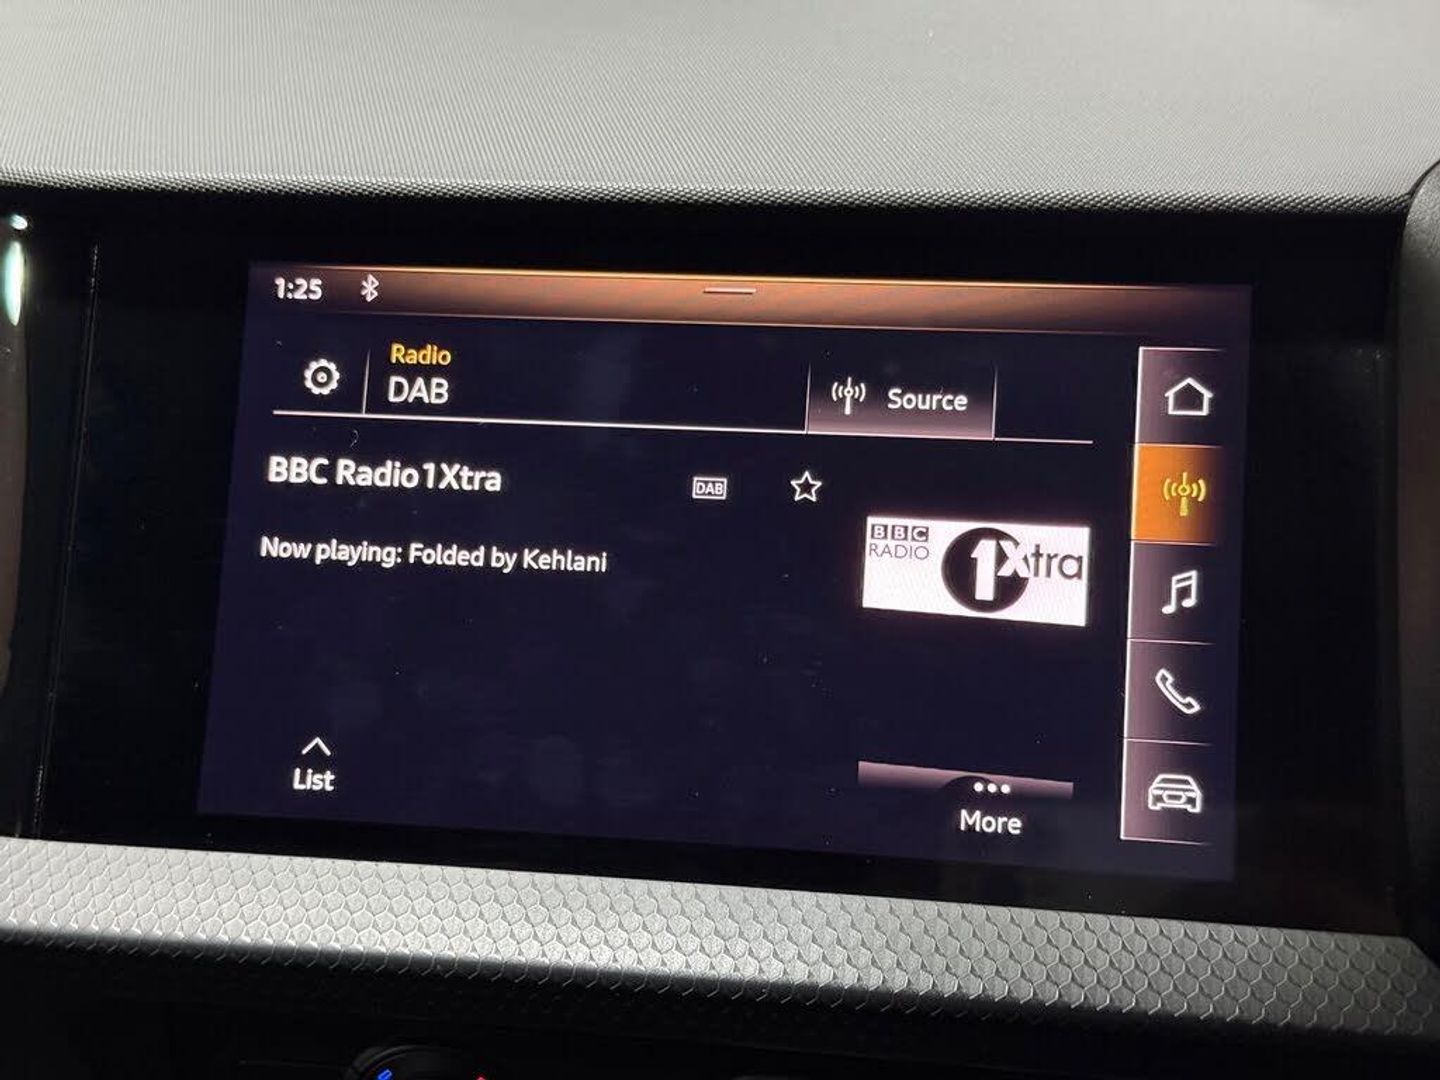 1:25
Radio
DAB
Source
BBC Radio 1Xtra
DAB
Now playing: Folded by Kehlani
BBC
RADIO
1Xtra
List
More